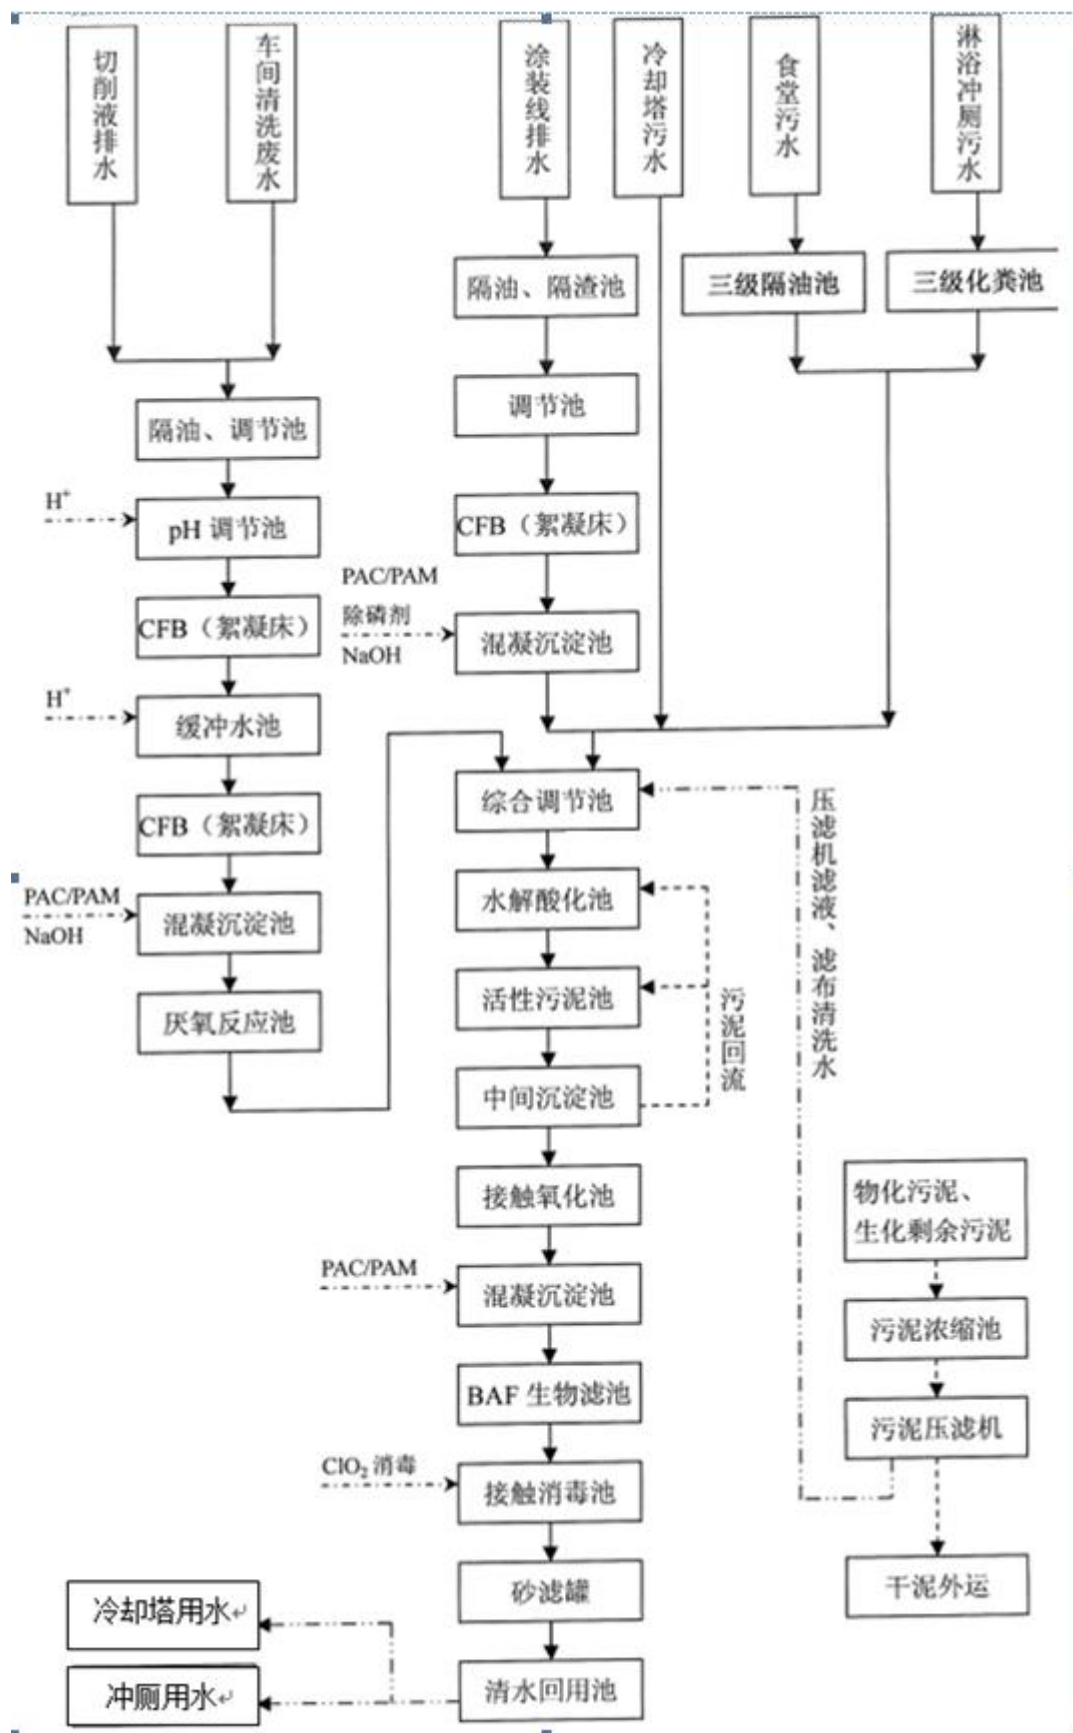 切削液排水
车间清洗废水
涂装线排水
冷却塔污水
食堂污水
淋浴冲厕污水
隔油、隔渣池
三级隔油池
三级化粪池
调节池
隔油、调节池
H⁺
pH 调节池
CFB（絮凝床）
PAC/PAM
除磷剂
NaOH
混凝沉淀池
CFB（絮凝床）
H⁺
缓冲水池
CFB（絮凝床）
PAC/PAM
NaOH
混凝沉淀池
厌氧反应池
综合调节池
水解酸化池
活性污泥池
中间沉淀池
污泥回流
压滤机滤液、滤布清洗水
接触氧化池
PAC/PAM
混凝沉淀池
BAF 生物滤池
ClO₂ 消毒
接触消毒池
砂滤罐
清水回用池
物化污泥、
生化剩余污泥
污泥浓缩池
污泥压滤机
干泥外运
冷却塔用水↵
冲厕用水↵